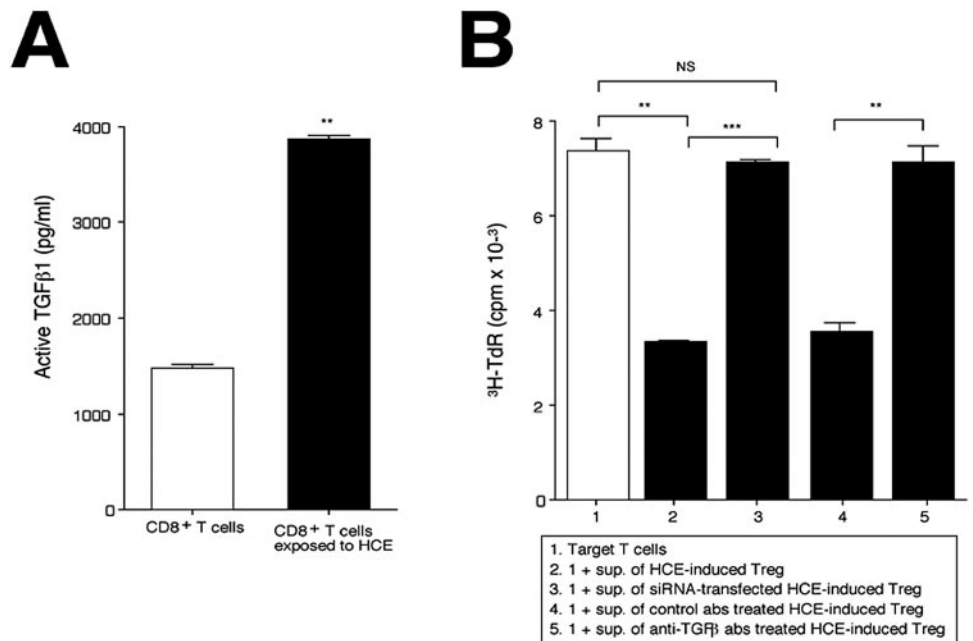 A
Active TGFβ1 (pg/ml)
4000
3000
2000
1000
0
**
CD8+ T cells
CD8+ T cells
exposed to HCE
B
³H-TdR (cpm x 10⁻³)
8
6
4
2
0
NS
**
***
**
1 2 3 4 5
1. Target T cells
2. 1 + sup. of HCE-induced Treg
3. 1 + sup. of siRNA-transfected HCE-induced Treg
4. 1 + sup. of control abs treated HCE-induced Treg
5. 1 + sup. of anti-TGFβ abs treated HCE-induced Treg